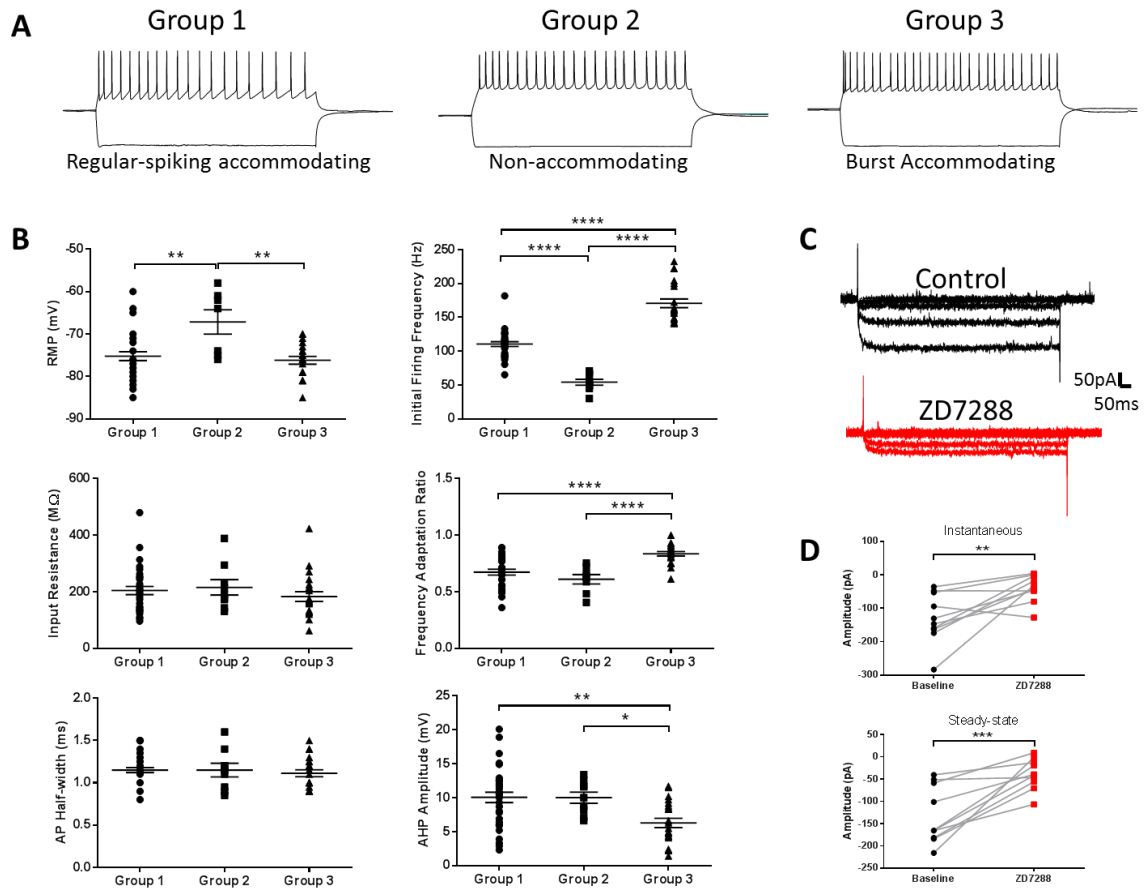 A
Group 1
Group 2
Group 3
Regular-spiking accommodating
Non-accommodating
Burst Accommodating
B
RMP (mV)
-50
-60
-70
-80
-90
**
**
Group 1
Group 2
Group 3
Initial Firing Frequency (Hz)
250
200
150
100
50
0
****
****
****
Group 1
Group 2
Group 3
Input Resistance (MΩ)
600
400
200
0
Group 1
Group 2
Group 3
Frequency Adaptation Ratio
1.5
1.0
0.5
0.0
****
****
Group 1
Group 2
Group 3
AP Half-width (ms)
2.0
1.5
1.0
0.5
0.0
Group 1
Group 2
Group 3
AHP Amplitude (mV)
25
20
15
10
5
0
**
*
Group 1
Group 2
Group 3
C
Control
50pA
50ms
ZD7288
D
Instantaneous
**
Amplitude (pA)
100
0
-100
-200
-300
Baseline
ZD7288
Steady-state
***
Amplitude (pA)
50
0
-50
-100
-150
-200
-250
Baseline
ZD7288